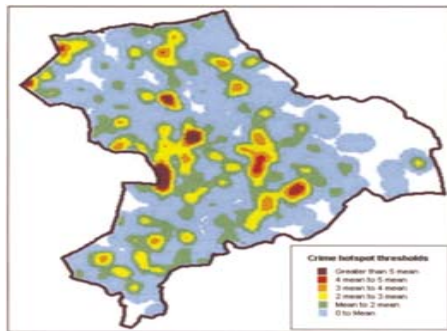 Crime hotspot thresholds
Greater than 5 mean
4 mean to 5 mean
3 mean to 4 mean
2 mean to 3 mean
Mean to 2 mean
0 to Mean